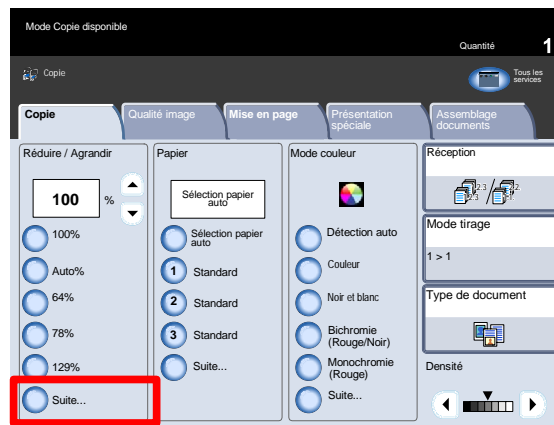 Mode Copie disponible
Quantité
1
Copie
Tous les
services
Copie
Qualité image
Mise en page
Présentation
spéciale
Assemblage
documents
Réduire / Agrandir
100
%
100%
Auto%
64%
78%
129%
Suite...
Papier
Sélection papier
auto
Sélection papier
auto
1 Standard
2 Standard
3 Standard
Suite...
Mode couleur
Détection auto
Couleur
Noir et blanc
Bichromie
(Rouge/Noir)
Monochromie
(Rouge)
Suite...
Réception
Mode tirage
1 > 1
Type de document
Densité